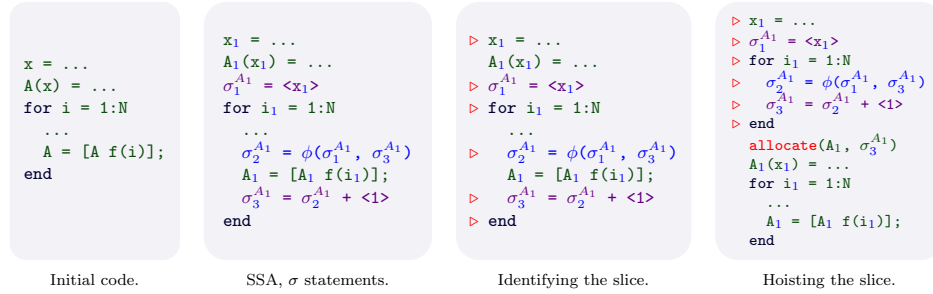 x = ...
A(x) = ...
for i = 1:N
...
A = [A f(i)];
end
Initial code.
x₁ = ...
A₁(x₁) = ...
σ₁^{A₁} = <x₁>
for i₁ = 1:N
...
σ₂^{A₁} = ϕ(σ₁^{A₁}, σ₃^{A₁})
A₁ = [A₁ f(i₁)];
σ₃^{A₁} = σ₂^{A₁} + <1>
end
SSA, σ statements.
▷ x₁ = ...
A₁(x₁) = ...
▷ σ₁^{A₁} = <x₁>
▷ for i₁ = 1:N
...
▷ σ₂^{A₁} = ϕ(σ₁^{A₁}, σ₃^{A₁})
A₁ = [A₁ f(i₁)];
▷ σ₃^{A₁} = σ₂^{A₁} + <1>
▷ end
Identifying the slice.
▷ x₁ = ...
▷ σ₁^{A₁} = <x₁>
▷ for i₁ = 1:N
▷ σ₂^{A₁} = ϕ(σ₁^{A₁}, σ₃^{A₁})
▷ σ₃^{A₁} = σ₂^{A₁} + <1>
▷ end
allocate(A₁, σ₃^{A₁})
A₁(x₁) = ...
for i₁ = 1:N
...
A₁ = [A₁ f(i₁)];
end
Hoisting the slice.